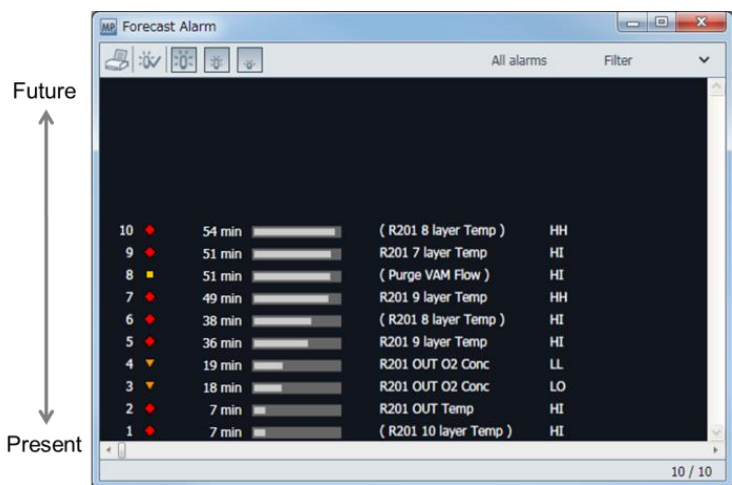 MP Forecast Alarm
All alarms Filter
Future
10 54 min ( R201 8 layer Temp ) HH
9 51 min R201 7 layer Temp HI
8 51 min ( Purge VAM Flow ) HI
7 49 min R201 9 layer Temp HH
6 38 min ( R201 8 layer Temp ) HI
5 36 min R201 9 layer Temp HI
4 19 min R201 OUT O2 Conc LL
3 18 min R201 OUT O2 Conc LO
2 7 min R201 OUT Temp HI
1 7 min ( R201 10 layer Temp ) HI
Present
10 / 10